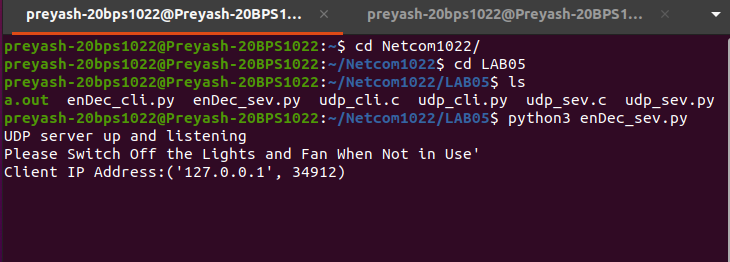 preyash-20bps1022@Preyash-20BPS1... × preyash-20bps1022@Preyash-20BPS1... ×
preyash-20bps1022@Preyash-20BPS1022:~$ cd Netcom1022/
preyash-20bps1022@Preyash-20BPS1022:~/Netcom1022$ cd LAB05
preyash-20bps1022@Preyash-20BPS1022:~/Netcom1022/LAB05$ ls
a.out enDec_cli.py enDec_sev.py udp_cli.c udp_cli.py udp_sev.c udp_sev.py
preyash-20bps1022@Preyash-20BPS1022:~/Netcom1022/LAB05$ python3 enDec_sev.py
UDP server up and listening
Please Switch Off the Lights and Fan When Not in Use'
Client IP Address:('127.0.0.1', 34912)